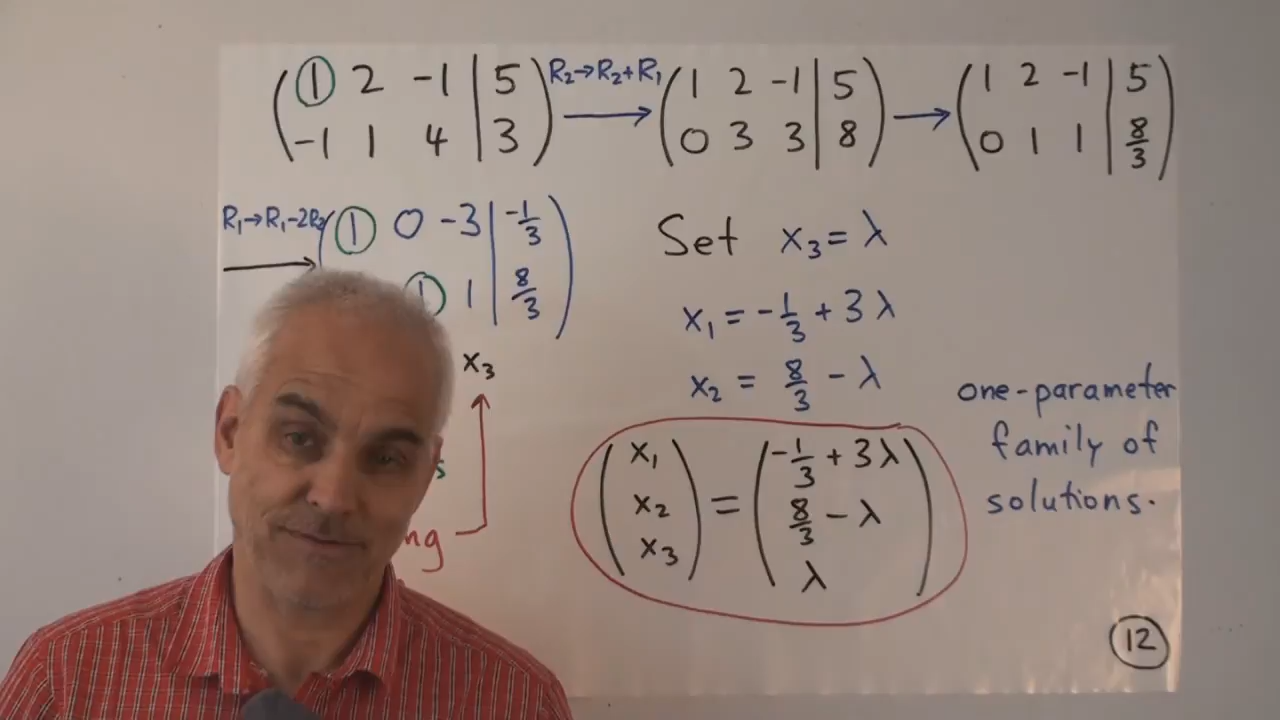 ( 1 2 -1 | 5 ) R₂→R₂+R₁ ( 1 2 -1 | 5 ) ( 1 2 -1 | 5 )
( -1 1 4 | 3 ) → ( 0 3 3 | 8 ) → ( 0 1 1 | 8/3 )
R₁→R₁-2R₂ ( 1 0 -3 | -1/3 )
→ 1 1 | 8/3 )
x₃
Set x₃ = λ
x₁ = -1/3 + 3λ
x₂ = 8/3 - λ
( x₁ ) ( -1/3 + 3λ )
( x₂ ) = ( 8/3 - λ )
( x₃ ) ( λ )
one-parameter
family of
solutions.
12